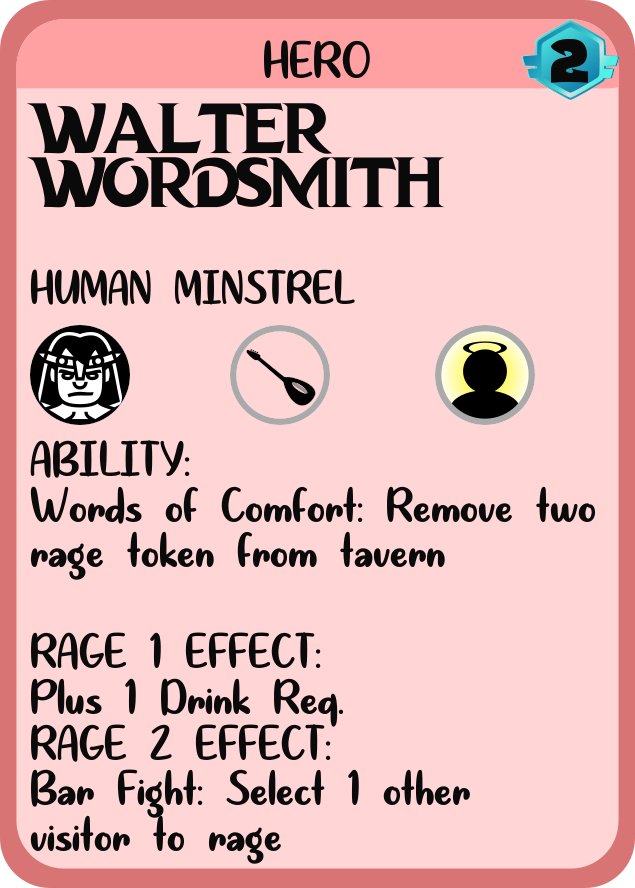 HERO
2
WALTER
WORDSMITH
HUMAN MINSTREL
ABILITY:
Words of Comfort: Remove two
rage token from tavern
RAGE 1 EFFECT:
Plus 1 Drink Req.
RAGE 2 EFFECT:
Bar Fight: Select 1 other
visitor to rage